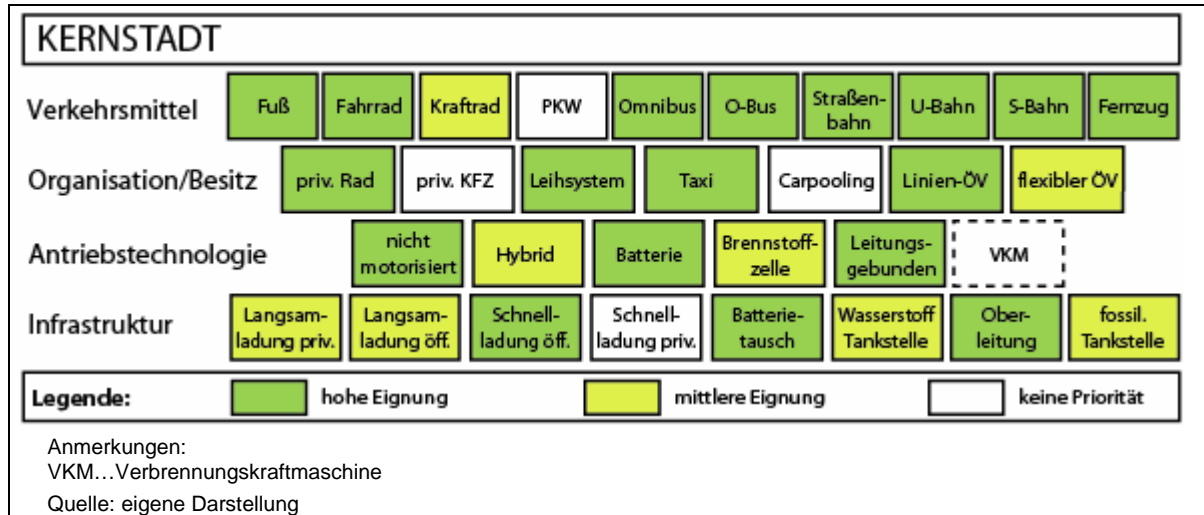 KERNSTADT
Verkehrsmittel
Fuß
Fahrrad
Kraftrad
PKW
Omnibus
O-Bus
Straßen-
bahn
U-Bahn
S-Bahn
Fernzug
Organisation/Besitz
priv. Rad
priv. KFZ
Leihsystem
Taxi
Carpooling
Linien-ÖV
flexibler ÖV
Antriebstechnologie
nicht
motorisiert
Hybrid
Batterie
Brennstoff-
zelle
Leitungs-
gebunden
VKM
Infrastruktur
Langsam-
ladung priv.
Langsam-
ladung öff.
Schnell-
ladung öff.
Schnell-
ladung priv.
Batterie-
tausch
Wasserstoff
Tankstelle
Ober-
leitung
fossil.
Tankstelle
Legende:
hohe Eignung
mittlere Eignung
keine Priorität
Anmerkungen:
VKM…Verbrennungskraftmaschine
Quelle: eigene Darstellung